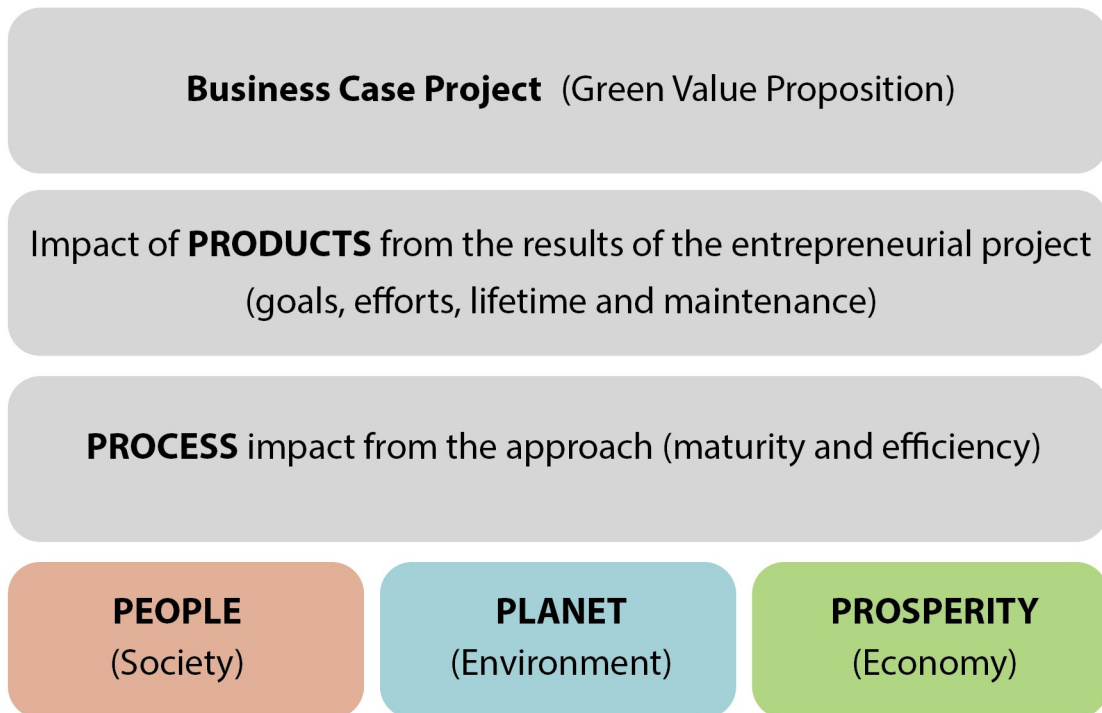 Business Case Project (Green Value Proposition)
Impact of PRODUCTS from the results of the entrepreneurial project
(goals, efforts, lifetime and maintenance)
PROCESS impact from the approach (maturity and efficiency)
PEOPLE
(Society)
PLANET
(Environment)
PROSPERITY
(Economy)